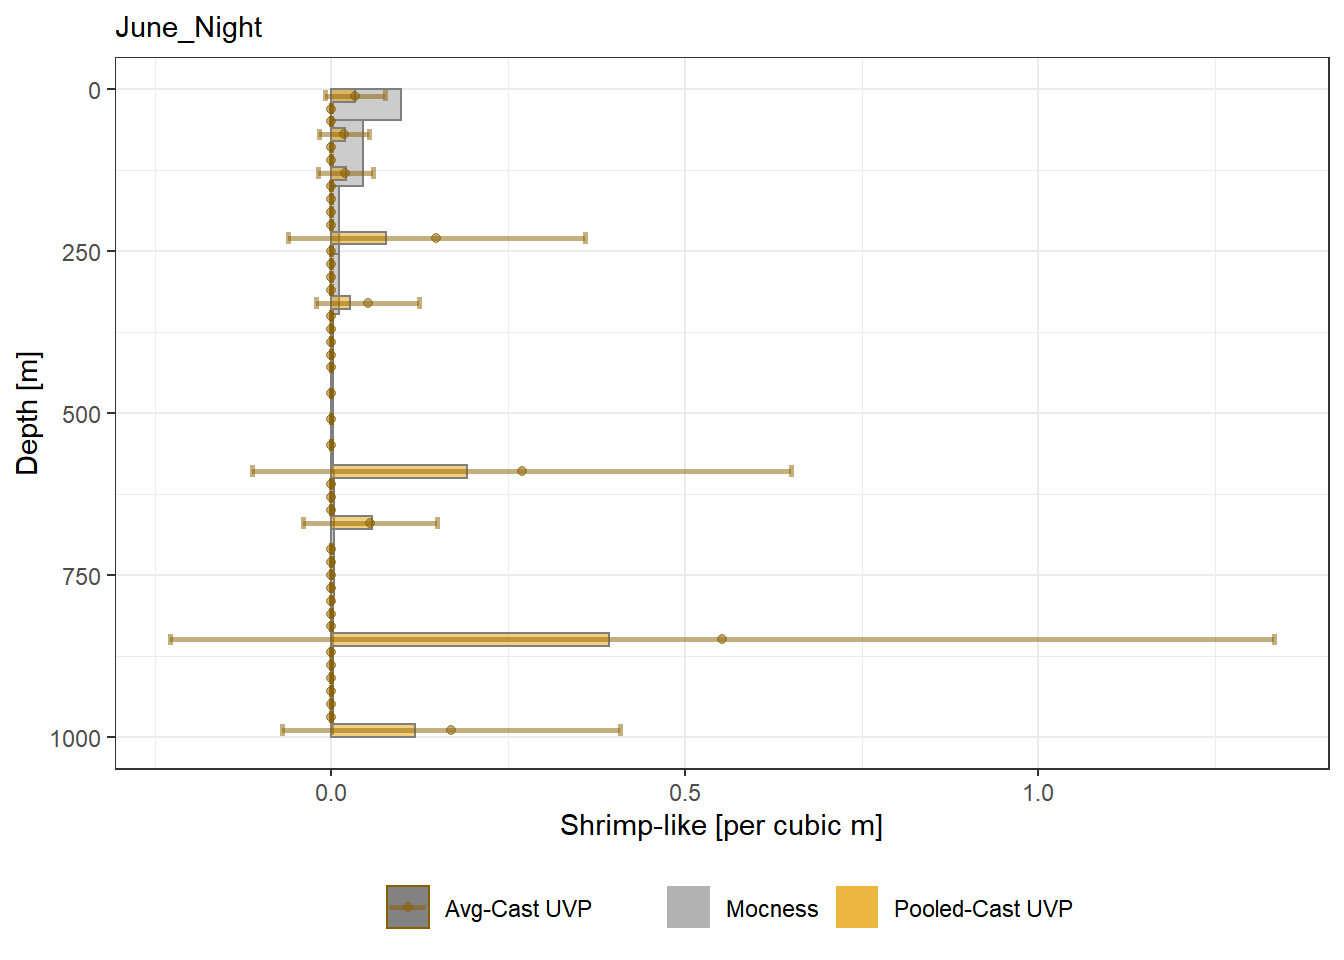 June_Night
0
250
500
750
1000
Depth [m]
0.0 0.5 1.0
Shrimp-like [per cubic m]
Avg-Cast UVP Mocness Pooled-Cast UVP